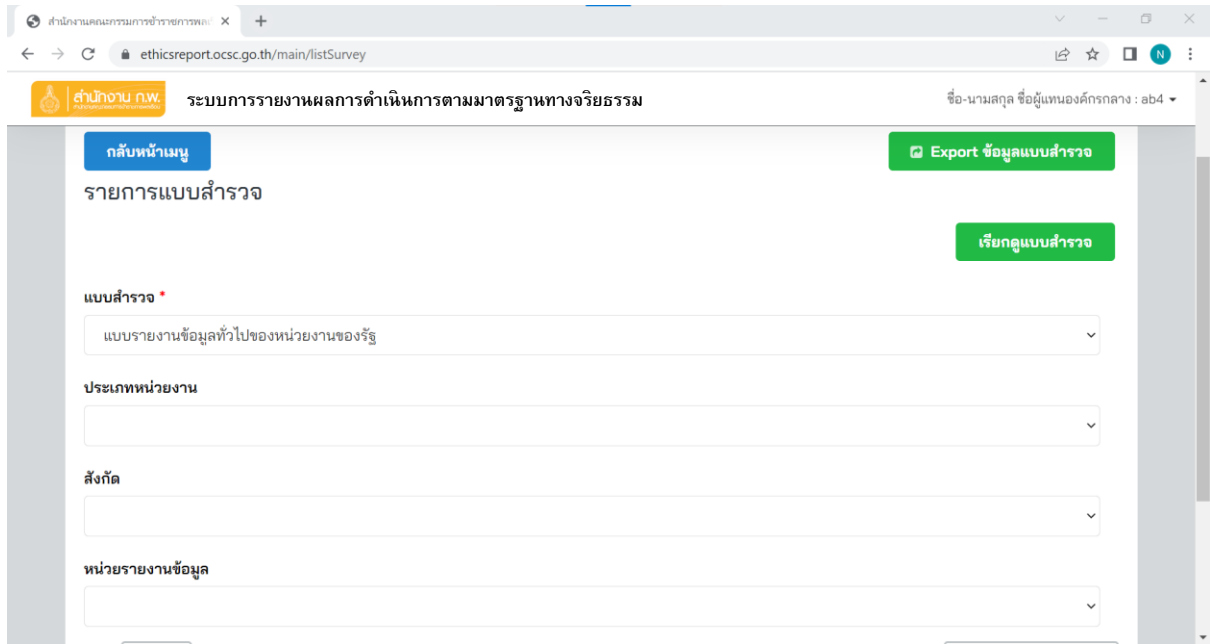 สำนักงานคณะกรรมการข้าราชการพล
ethicsreport.ocsc.go.th/main/listSurvey
N
สำนักงาน ก.พ.
ระบบการรายงานผลการดำเนินการตามมาตรฐานทางจริยธรรม
ชื่อ-นามสกุล ชื่อผู้แทนองค์กรกลาง : ab4
กลับหน้าเมนู
Export ข้อมูลแบบสำรวจ
รายการแบบสำรวจ
เรียกดูแบบสำรวจ
แบบสำรวจ *
แบบรายงานข้อมูลทั่วไปของหน่วยงานของรัฐ
ประเภทหน่วยงาน
สังกัด
หน่วยรายงานข้อมูล